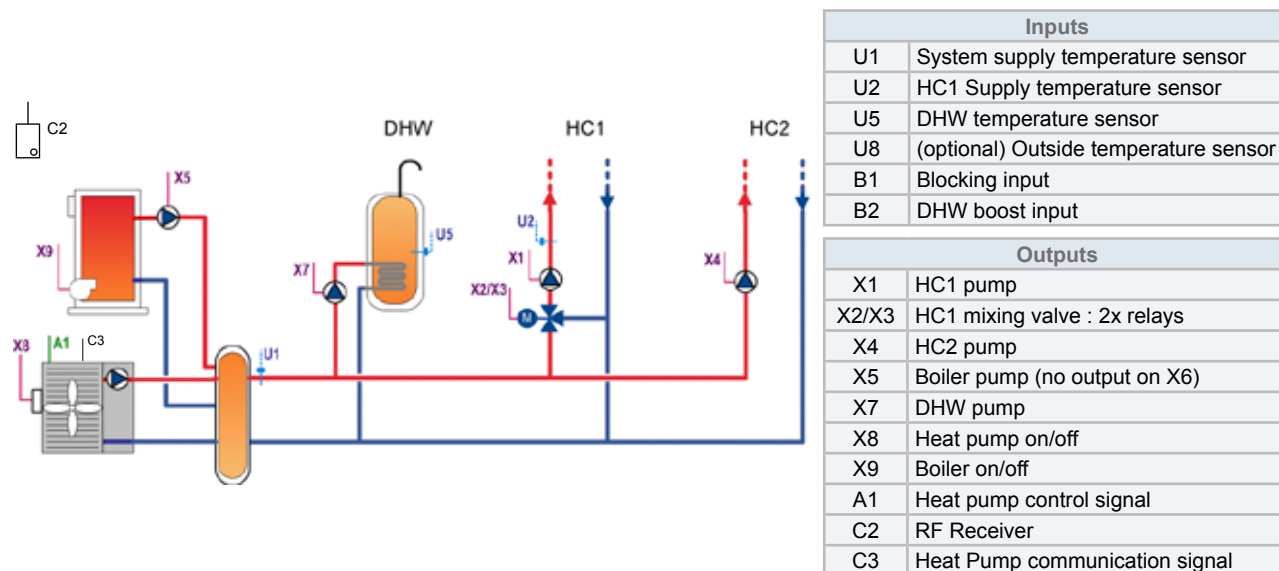 C2
DHW
HC1
HC2
X5
X9
U5
X7
U2
X1
X2/X3
M
X4
X8
A1
C3
U1
Inputs
U1 System supply temperature sensor
U2 HC1 Supply temperature sensor
U5 DHW temperature sensor
U8 (optional) Outside temperature sensor
B1 Blocking input
B2 DHW boost input
Outputs
X1 HC1 pump
X2/X3 HC1 mixing valve : 2x relays
X4 HC2 pump
X5 Boiler pump (no output on X6)
X7 DHW pump
X8 Heat pump on/off
X9 Boiler on/off
A1 Heat pump control signal
C2 RF Receiver
C3 Heat Pump communication signal